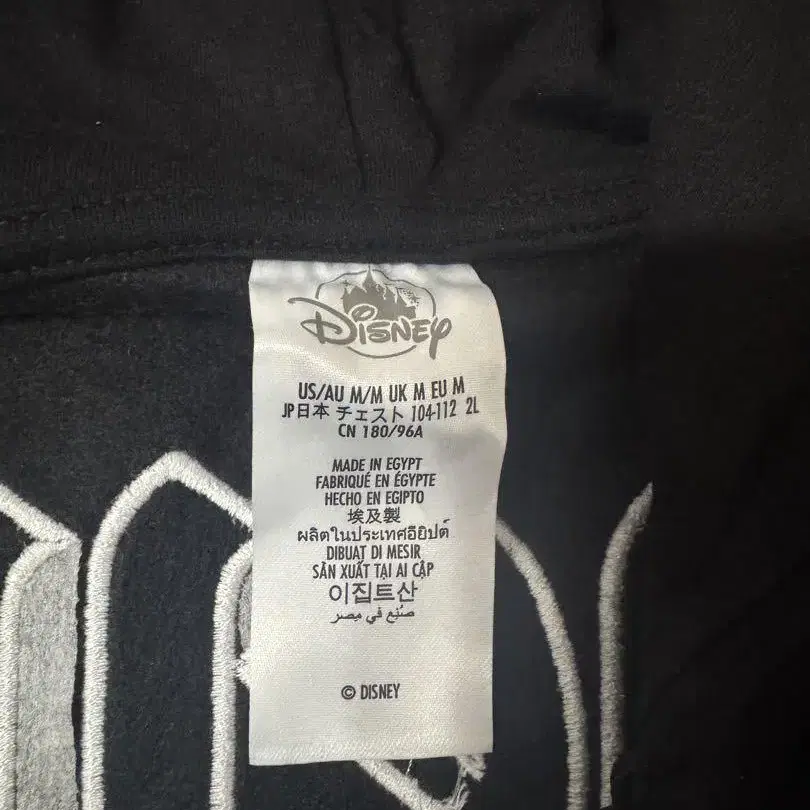 Disney
US/AU M/M UK M EU M
JP日本 チェスト 104-112 2L
CN 180/96A
MADE IN EGYPT
FABRIQUÉ EN ÉGYPTE
HECHO EN EGIPTO
埃及製
ผลิตในประเทศอียิปต์
DIBUAT DI MESIR
SẢN XUẤT TẠI AI CẬP
이집트산
صُنِع في مصر
© DISNEY